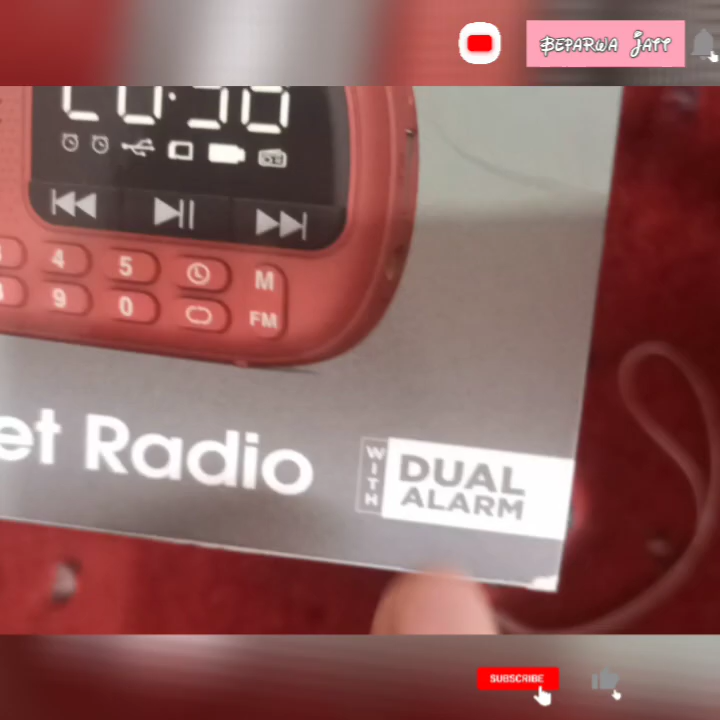 BEPARWA JATT
4 5
M
9 0
FM
et Radio
WITH
DUAL
ALARM
SUBSCRIBE